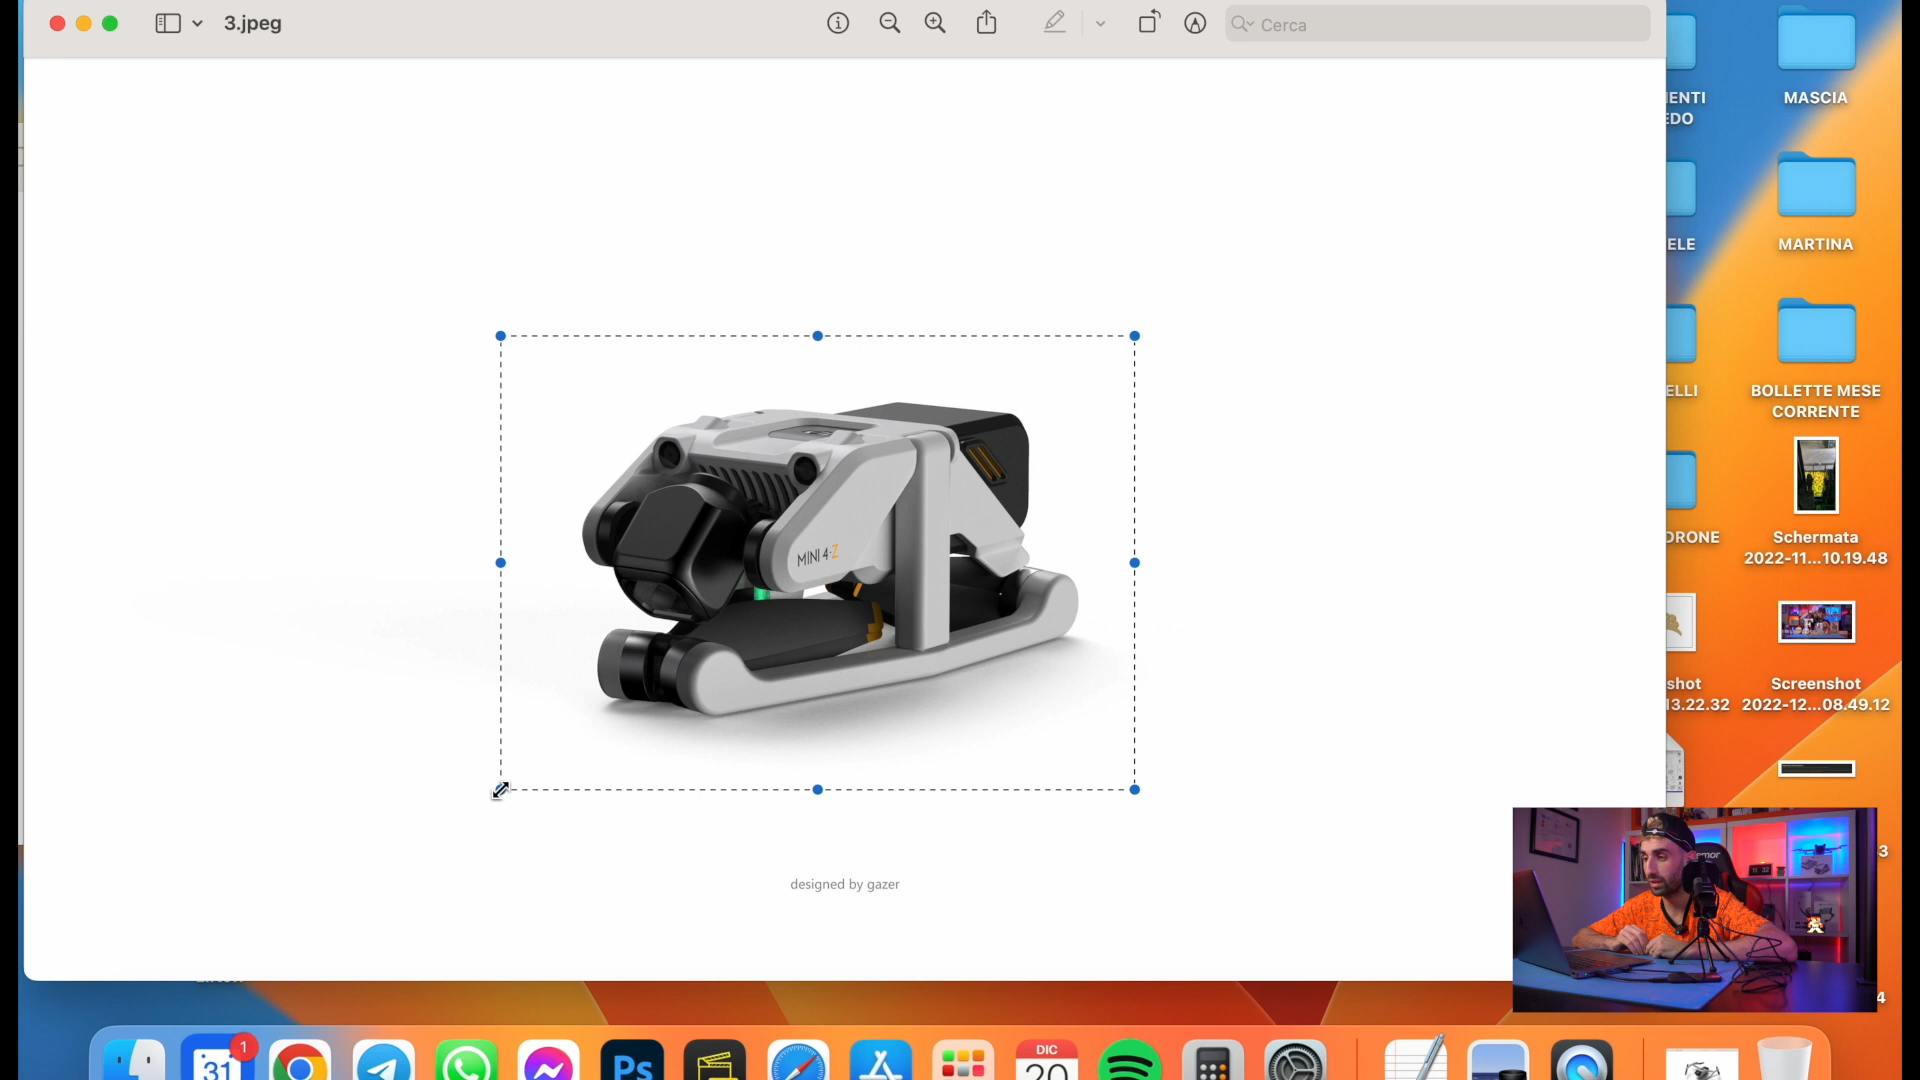 3.jpeg
Cerca
MASCIA
MARTINA
BOLLETTE MESE
CORRENTE
Schermata
2022-11...10.19.48
Screenshot
2022-12...08.49.12
ENTI
EDO
ELE
ELLI
DRONE
shot
13.22.32
3
4
MINI 4-Z
designed by gazer
1
31
Ps
DIC
20